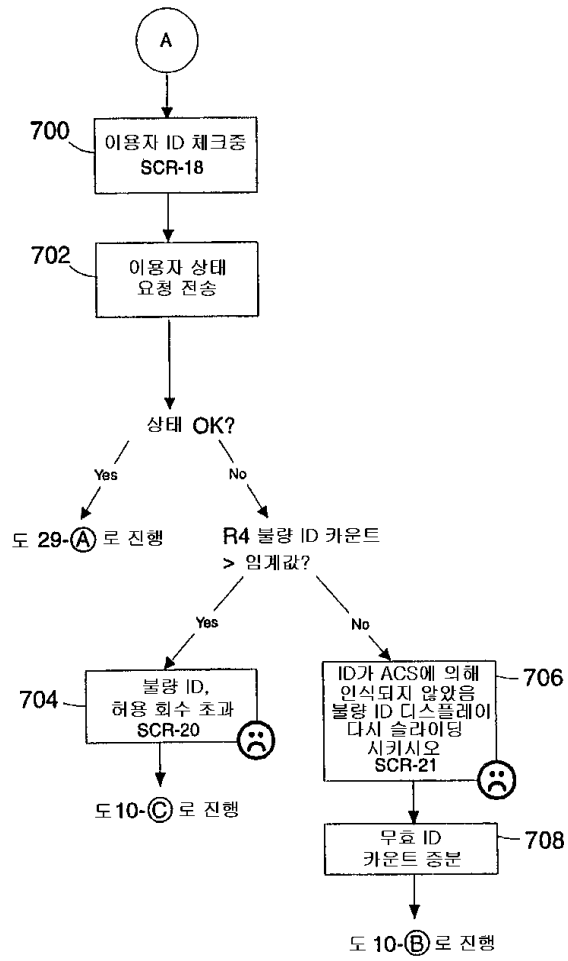 A
700
이용자 ID 체크중
SCR-18
702
이용자 상태
요청 전송
상태 OK?
Yes
No
도 29-Ⓐ 로 진행
R4 불량 ID 카운트
> 임계값?
Yes
No
704
불량 ID,
허용 회수 초과
SCR-20
ID가 ACS에 의해
인식되지 않았음
불량 ID 디스플레이
다시 슬라이딩
시키시오
SCR-21
706
도10-Ⓒ 로 진행
무효 ID
카운트 증분
708
도 10-Ⓑ 로 진행